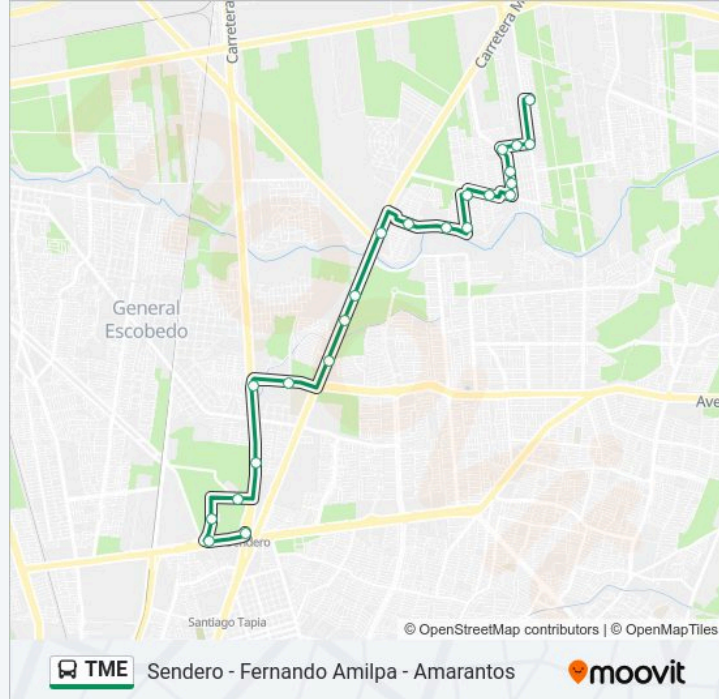 Carretera
Carretera M
General
Escobedo
Ave
Sendero
Santiago Tapia
© OpenStreetMap contributors | © OpenMapTiles
TME
Sendero - Fernando Amilpa - Amarantos
moovit